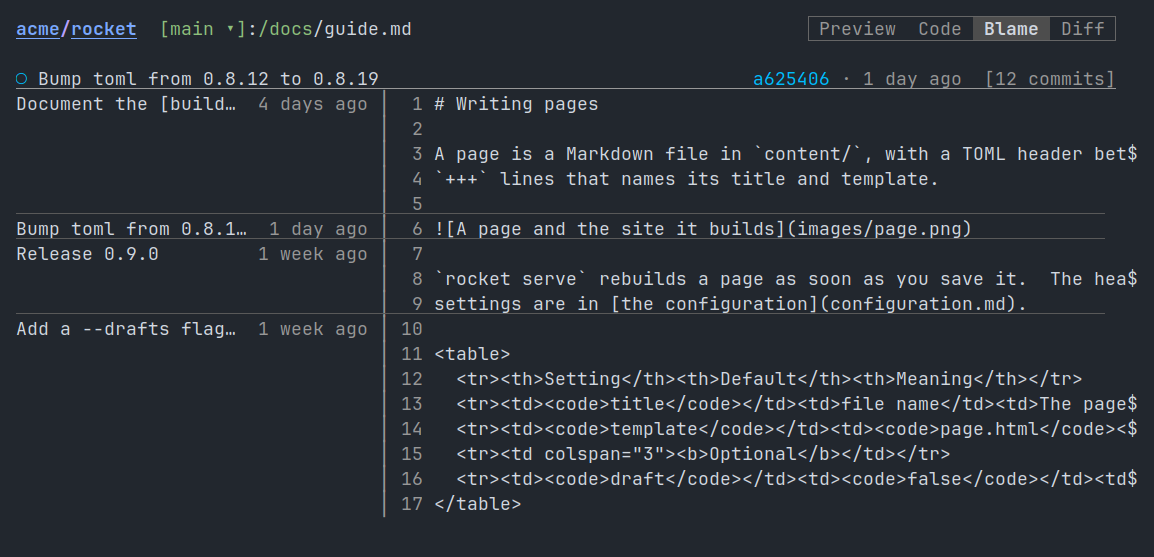 acme/rocket [main ▾]:/docs/guide.md Preview Code Blame Diff
○ Bump toml from 0.8.12 to 0.8.19 a625406 · 1 day ago [12 commits]
Document the [build… 4 days ago 1 # Writing pages
2
3 A page is a Markdown file in `content/`, with a TOML header bet$
4 `+++` lines that names its title and template.
5
Bump toml from 0.8.1… 1 day ago 6 ![A page and the site it builds](images/page.png)
Release 0.9.0 1 week ago 7
8 `rocket serve` rebuilds a page as soon as you save it.  The hea$
9 settings are in [the configuration](configuration.md).
Add a --drafts flag… 1 week ago 10
11 <table>
12   <tr><th>Setting</th><th>Default</th><th>Meaning</th></tr>
13   <tr><td><code>title</code></td><td>file name</td><td>The page$
14   <tr><td><code>template</code></td><td><code>page.html</code><$
15   <tr><td colspan="3"><b>Optional</b></td></tr>
16   <tr><td><code>draft</code></td><td><code>false</code></td><td$
17 </table>